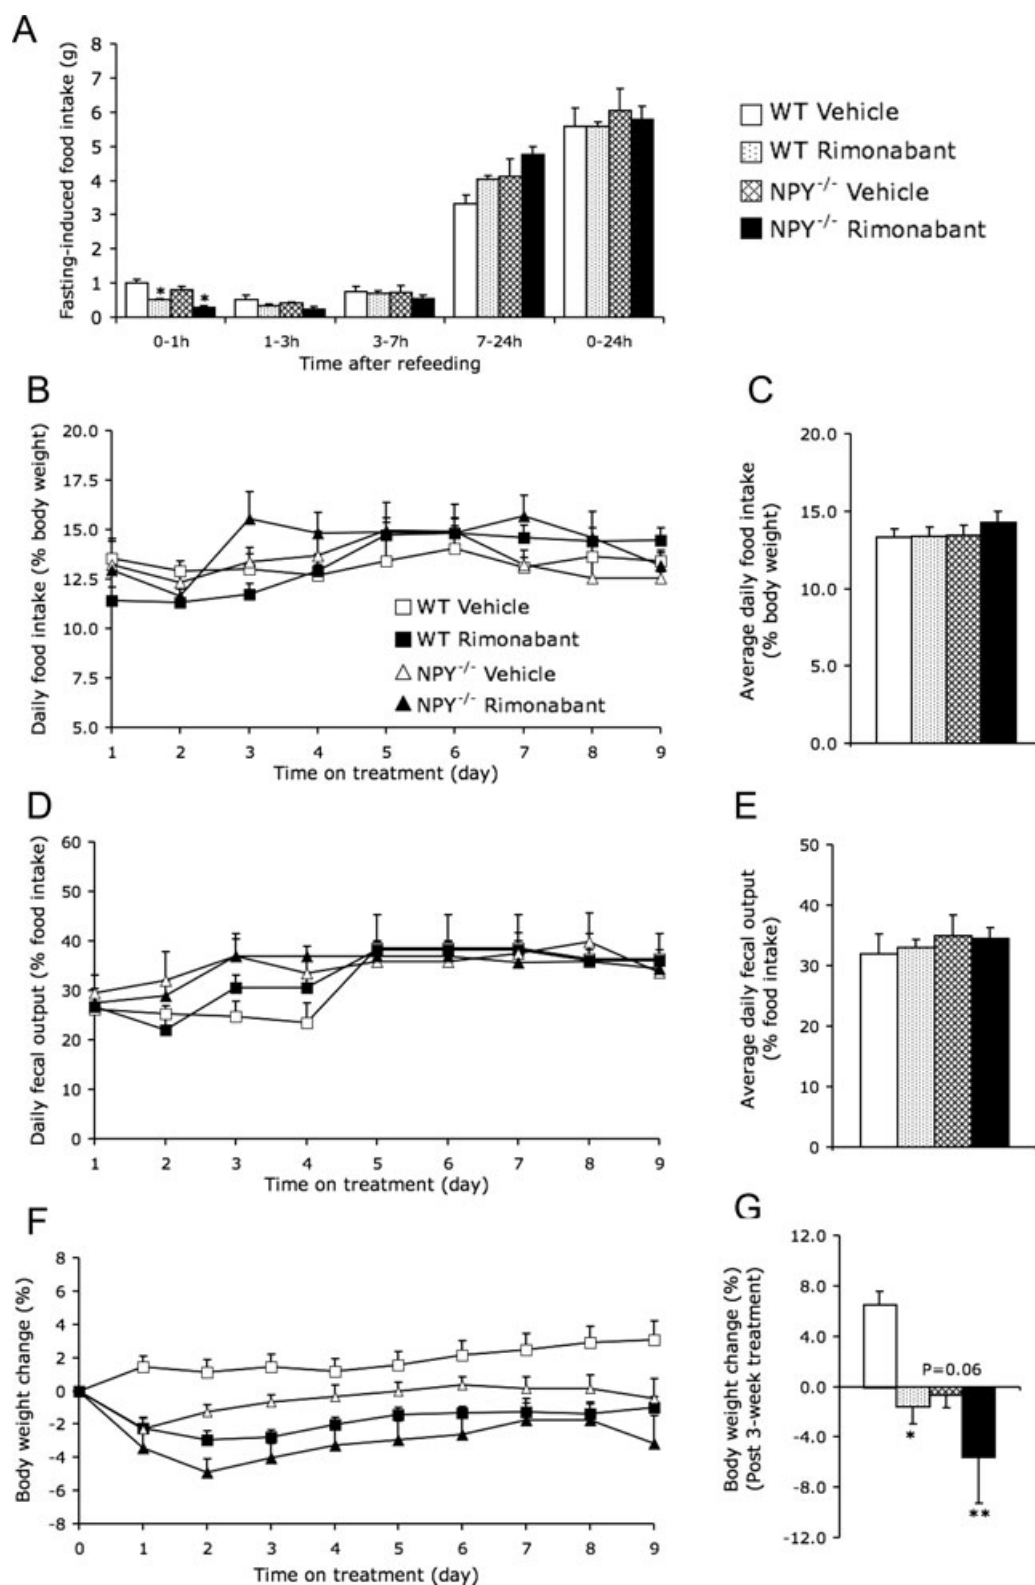 A
Fasting-induced food intake (g)
8
7
6
5
4
3
2
1
0
* *
0-1h 1-3h 3-7h 7-24h 0-24h
Time after refeeding
WT Vehicle
WT Rimonabant
NPY-/- Vehicle
NPY-/- Rimonabant
B
Daily food intake (% body weight)
20.0
17.5
15.0
12.5
10.0
7.5
5.0
WT Vehicle
WT Rimonabant
NPY-/- Vehicle
NPY-/- Rimonabant
1 2 3 4 5 6 7 8 9
Time on treatment (day)
C
Average daily food intake
(% body weight)
20.0
15.0
10.0
5.0
0.0
D
Daily fecal output (% food intake)
60
50
40
30
20
10
0
1 2 3 4 5 6 7 8 9
Time on treatment (day)
E
Average daily fecal output
(% food intake)
50
40
30
20
10
0
F
Body weight change (%)
8
6
4
2
0
-2
-4
-6
-8
0 1 2 3 4 5 6 7 8 9
Time on treatment (day)
G
Body weight change (%)
(Post 3-week treatment)
12.0
8.0
4.0
0.0
-4.0
-8.0
-12.0
P=0.06
*
**